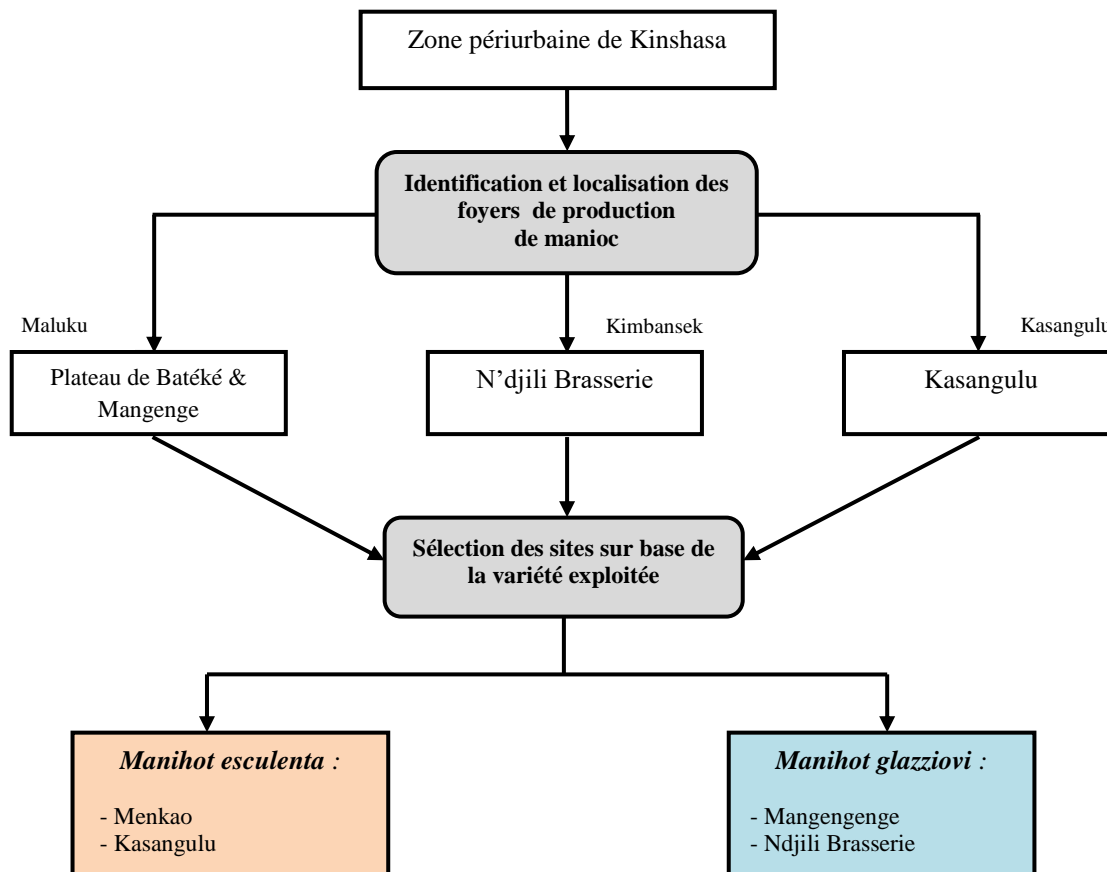 Zone périurbaine de Kinshasa
Identification et localisation des
foyers de production
de manioc
Maluku
Kimbansek
Kasangulu
Plateau de Batéké &
Mangenge
N'djili Brasserie
Kasangulu
Sélection des sites sur base de
la variété exploitée
Manihot esculenta :
- Menkao
- Kasangulu
Manihot glazziovi :
- Mangengenge
- Ndjili Brasserie